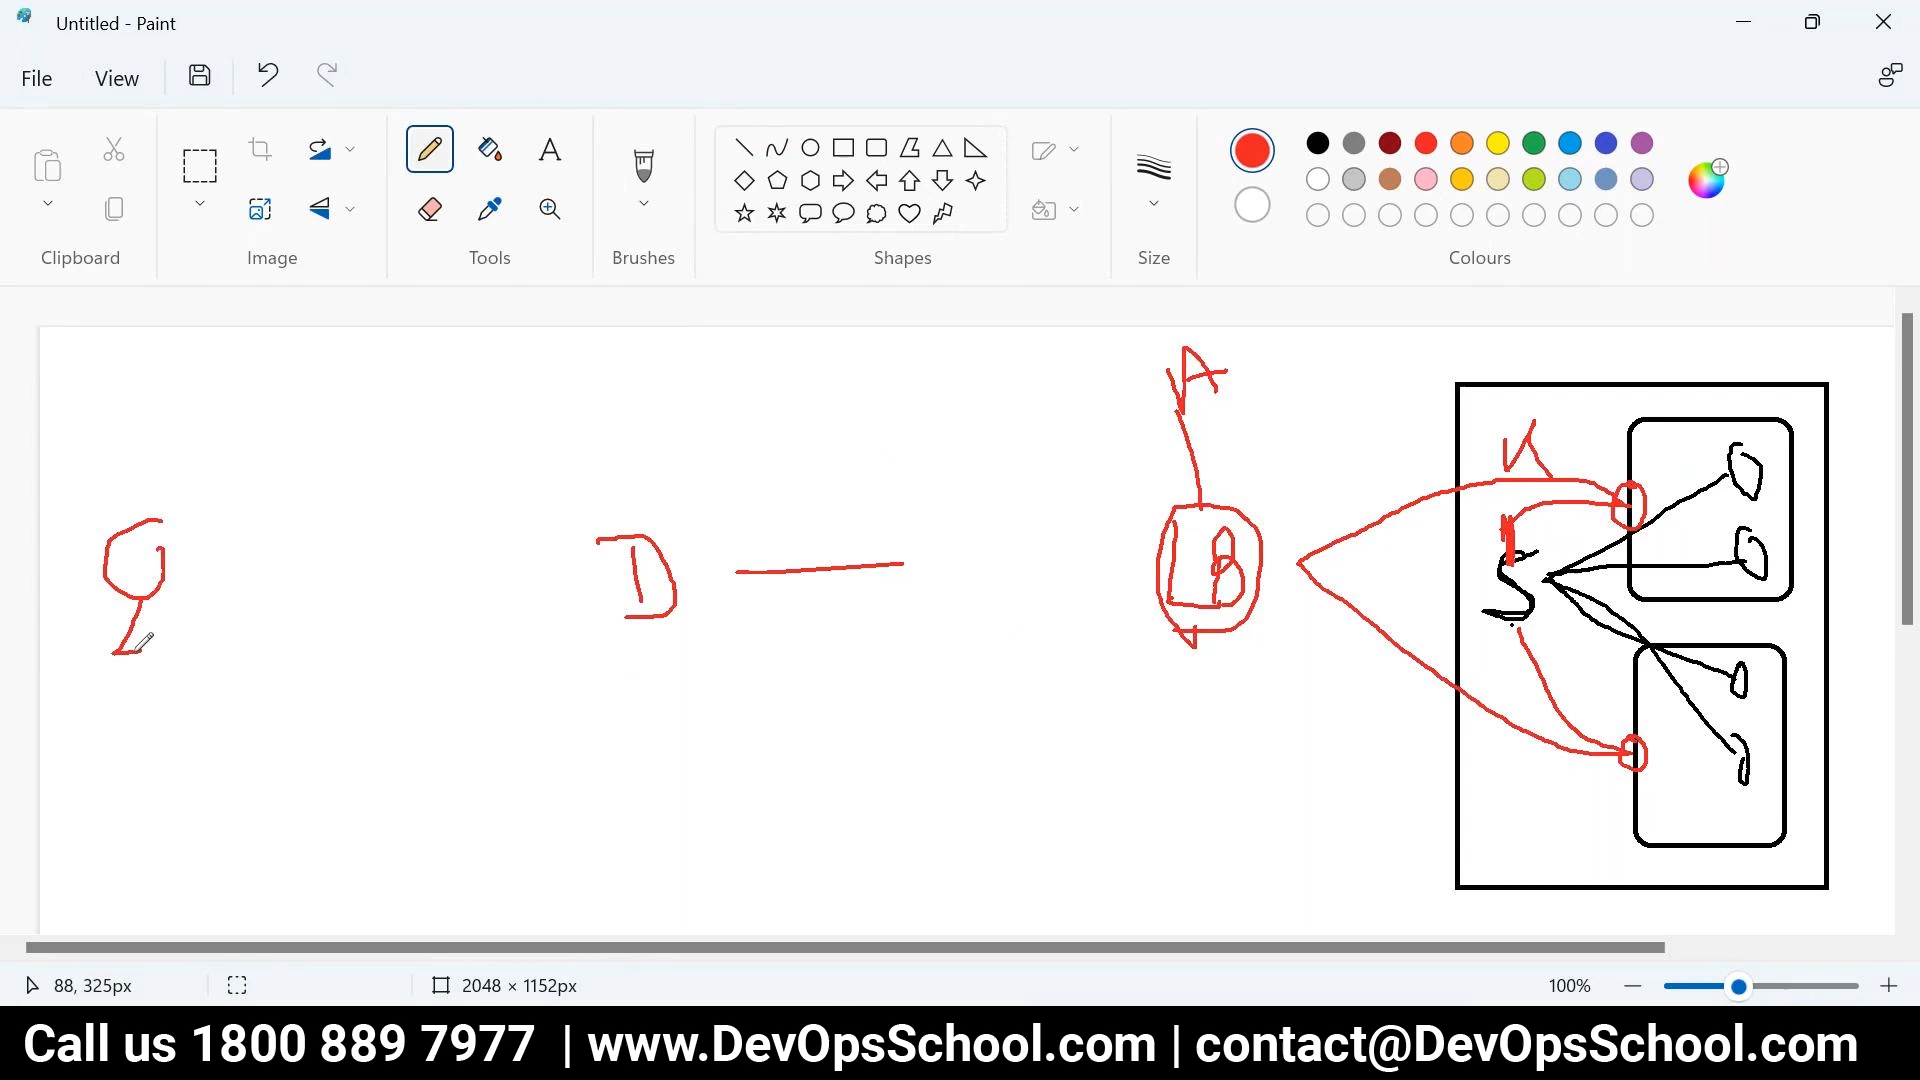 Untitled - Paint
File View
Clipboard Image Tools Brushes Shapes Size Colours
A
LB
D
S
88, 325px 2048 × 1152px 100%
Call us 1800 889 7977 | www.DevOpsSchool.com | contact@DevOpsSchool.com